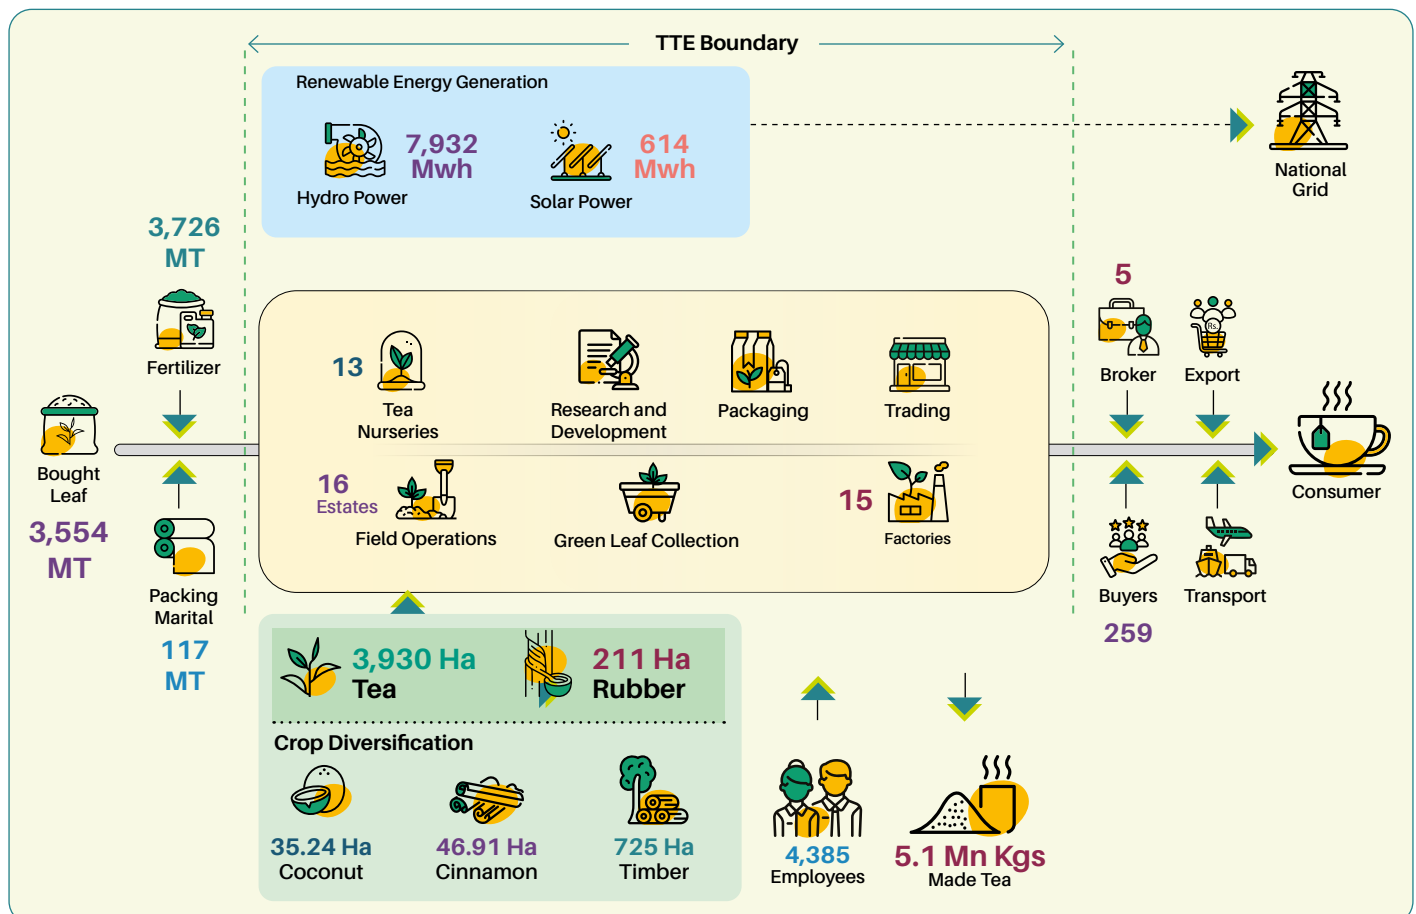 TTE Boundary
Renewable Energy Generation
7,932
Mwh
Hydro Power
614
Mwh
Solar Power
National
Grid
3,726
MT
Fertilizer
Bought
Leaf
3,554
MT
Packing
Marital
117
MT
13
Tea
Nurseries
Research and
Development
Packaging
Trading
16
Estates
Field Operations
Green Leaf Collection
15
Factories
5
Broker
Rs.
Export
Consumer
Buyers
259
Transport
3,930 Ha
Tea
211 Ha
Rubber
Crop Diversification
35.24 Ha
Coconut
46.91 Ha
Cinnamon
725 Ha
Timber
4,385
Employees
5.1 Mn Kgs
Made Tea